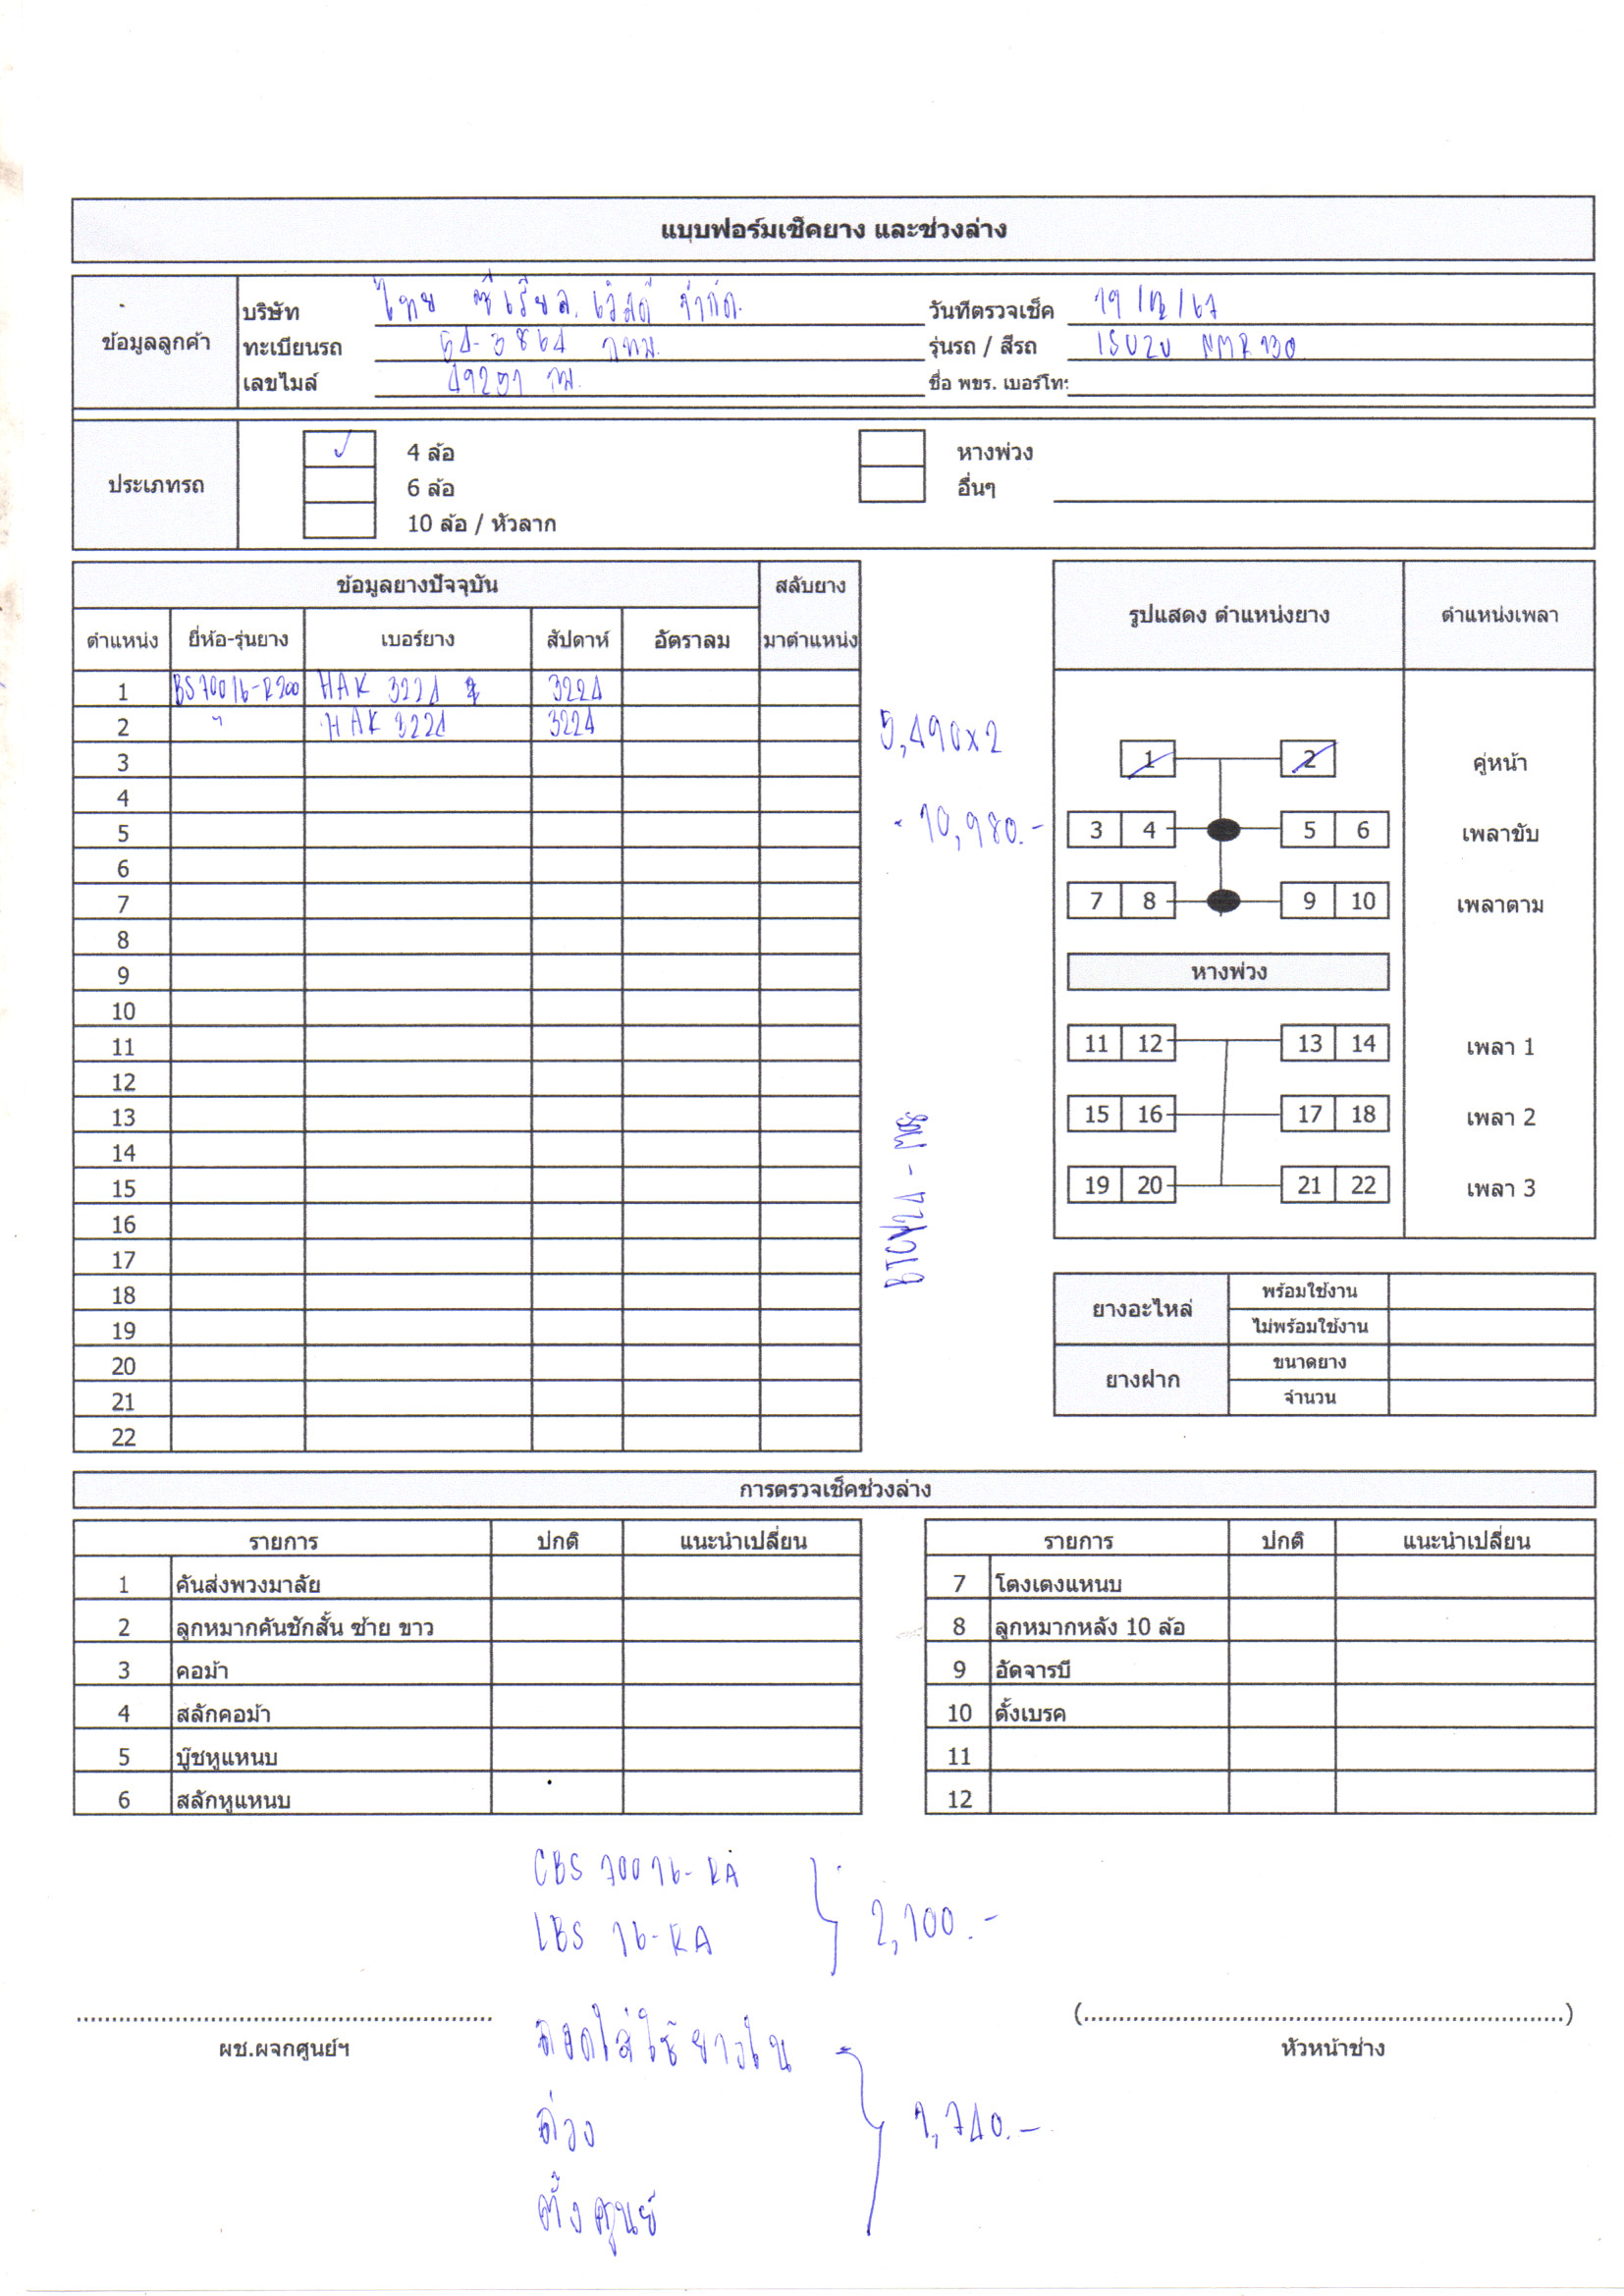 แบบฟอร์มเช็คยาง และช่วงล่าง
ข้อมูลลูกค้า
บริษัท ไทย ซีเรียล เวิลด์ จำกัด
วันที่ตรวจเช็ค 19/12/67
ทะเบียนรถ 64-3864 กทม.
รุ่นรถ / สีรถ ISUZU NMR 130
เลขไมล์ 49251 กม.
ชื่อ พขร. เบอร์โท:
ประเภทรถ
✓ 4 ล้อ
หางพ่วง
6 ล้อ
อื่นๆ
10 ล้อ / หัวลาก
ข้อมูลยางปัจจุบัน สลับยาง
ตำแหน่ง ยี่ห้อ-รุ่นยาง เบอร์ยาง สัปดาห์ อัตราลม มาตำแหน่ง
1 BS70016-R200 HAK 3224 3224
2 " HAK 3224 3224
3
4
5
6
7
8
9
10
11
12
13
14
15
16
17
18
19
20
21
22
5,490x2
10,980.-
รูปแสดง ตำแหน่งยาง ตำแหน่งเพลา
1 2 คู่หน้า
3 4 5 6 เพลาขับ
7 8 9 10 เพลาตาม
หางพ่วง
11 12 13 14 เพลา 1
15 16 17 18 เพลา 2
19 20 21 22 เพลา 3
ยางอะไหล่ พร้อมใช้งาน
ไม่พร้อมใช้งาน
ยางฝาก ขนาดยาง
จำนวน
การตรวจเช็คช่วงล่าง
รายการ ปกติ แนะนำเปลี่ยน
1 คันส่งพวงมาลัย
2 ลูกหมากคันชักสั้น ซ้าย ขาว
3 คอม้า
4 สลักคอม้า
5 บู๊ชหูแหนบ
6 สลักหูแหนบ
รายการ ปกติ แนะนำเปลี่ยน
7 โตงเตงแหนบ
8 ลูกหมากหลัง 10 ล้อ
9 อัดจารบี
10 ตั้งเบรค
11
12
CBS 70016-RA
LBS 16-RA
2,100.-
ถอดใส่ใช้ยางใน
ถ่วง
ตั้งศูนย์
1,740.-
ผช.ผจกศูนย์ฯ
(........................................)
หัวหน้าช่าง